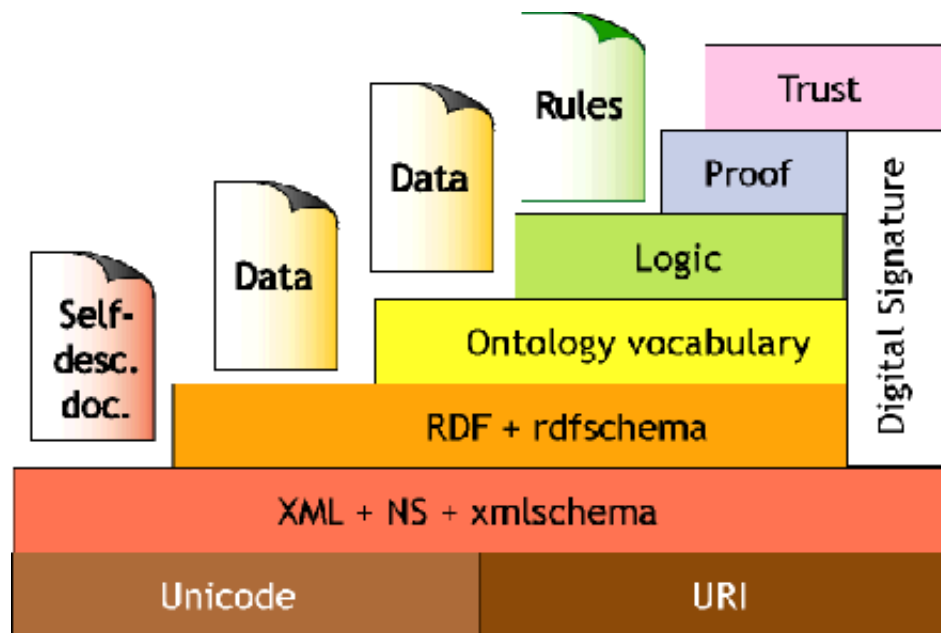 Rules
Trust
Data
Proof
Data
Logic
Self-
desc.
doc.
Ontology vocabulary
Digital Signature
RDF + rdfschema
XML + NS + xmlschema
Unicode
URI